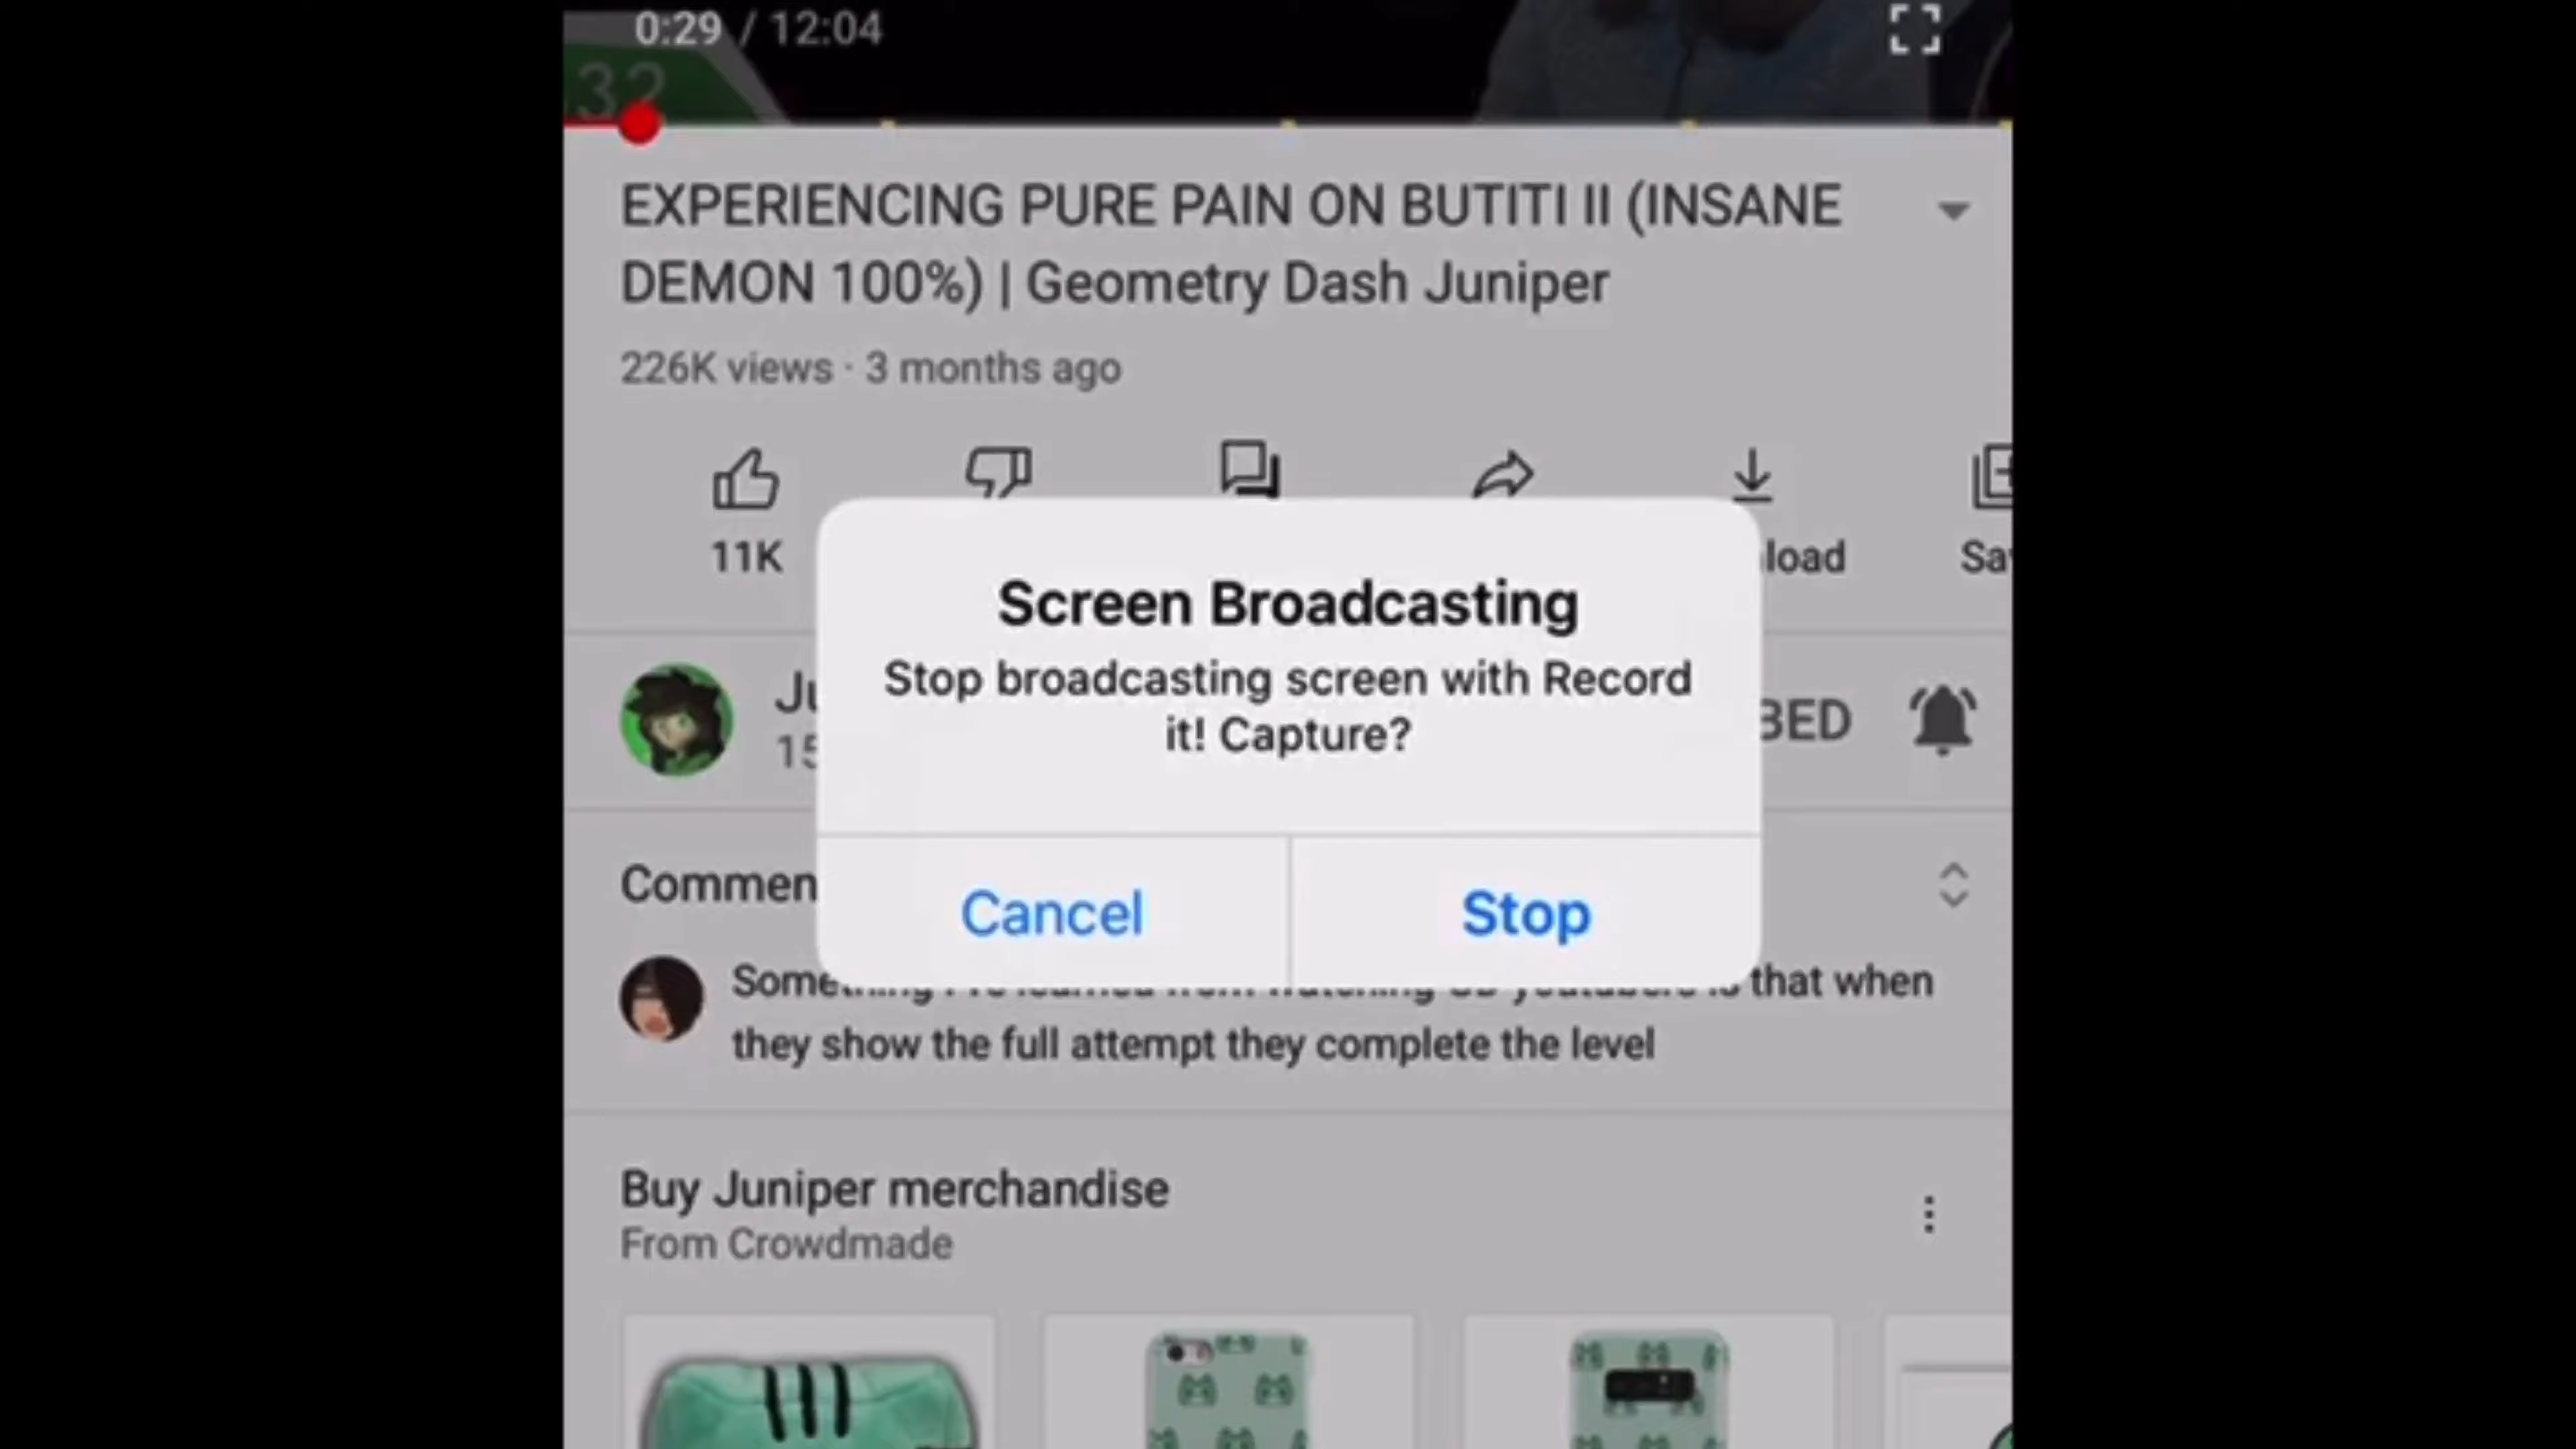 0:29 / 12:04
32
EXPERIENCING PURE PAIN ON BUTITI II (INSANE
DEMON 100%) | Geometry Dash Juniper
226K views · 3 months ago
11K
load
Screen Broadcasting
Stop broadcasting screen with Record
it! Capture?
BED
Cancel
Stop
Commen
that when
they show the full attempt they complete the level
Buy Juniper merchandise
From Crowdmade